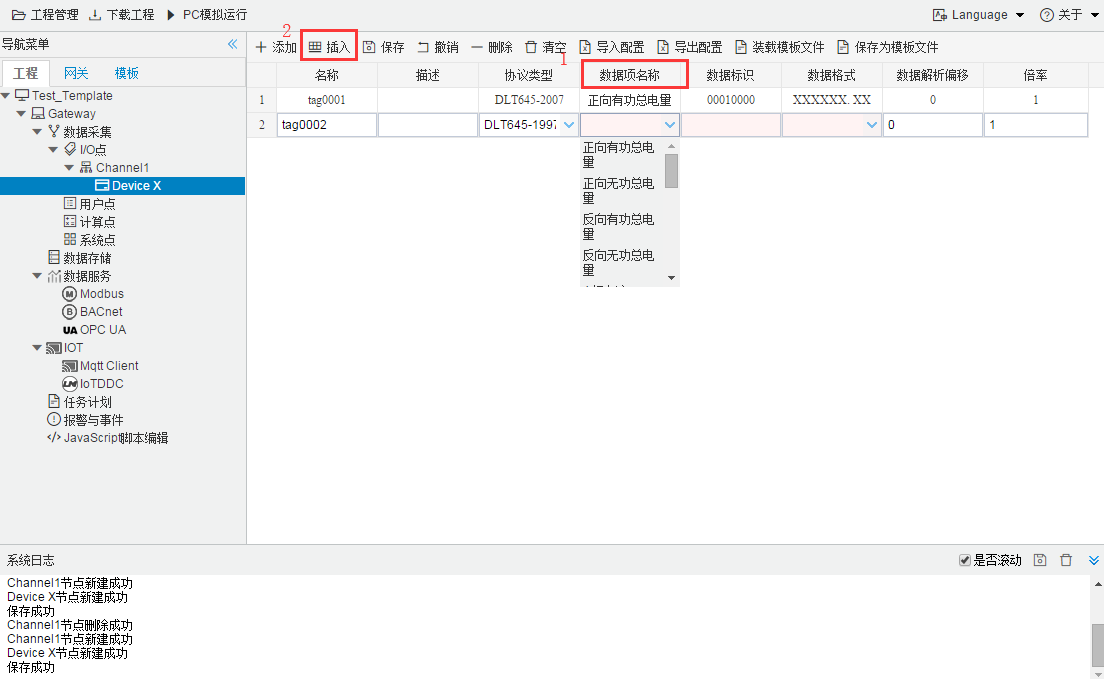 工程管理 下载工程 PC模拟运行 Language 关于
导航菜单
2
添加 插入 保存 撤销 删除 清空 导入配置 导出配置 装载模板文件 保存为模板文件
1
工程 网关 模板
名称 描述 协议类型 数据项名称 数据标识 数据格式 数据解析偏移 倍率
1 tag0001 DLT645-2007 正向有功总电量 00010000 XXXXXX.XX 0 1
2 tag0002 DLT645-1997 0 1
正向有功总电
量
正向无功总电
量
反向有功总电
量
反向无功总电
量
Test_Template
Gateway
数据采集
I/O点
Channel1
Device X
用户点
计算点
系统点
数据存储
数据服务
M Modbus
B BACnet
UA OPC UA
IOT
Mqtt Client
IoTDDC
任务计划
报警与事件
</> JavaScript脚本编辑
系统日志 是否滚动
Channel1节点新建成功
Device X节点新建成功
保存成功
Channel1节点删除成功
Channel1节点新建成功
Device X节点新建成功
保存成功